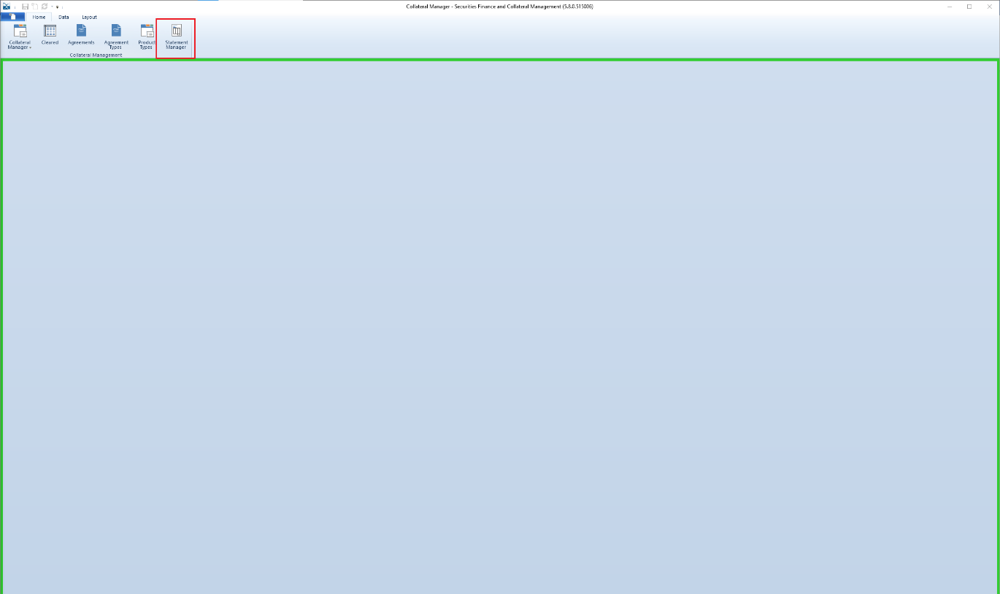 Collateral Manager - Securities Finance and Collateral Management (5.8.0.515006)
Home Data Layout
Collateral Manager
Cleared
Agreements
Agreement Types
Product Types
Statement Manager
Collateral Management